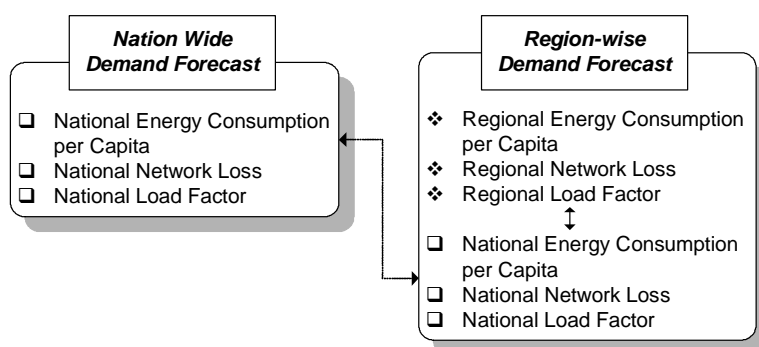 Nation Wide
Demand Forecast
❑ National Energy Consumption
per Capita
❑ National Network Loss
❑ National Load Factor
Region-wise
Demand Forecast
❖ Regional Energy Consumption
per Capita
❖ Regional Network Loss
❖ Regional Load Factor
❑ National Energy Consumption
per Capita
❑ National Network Loss
❑ National Load Factor